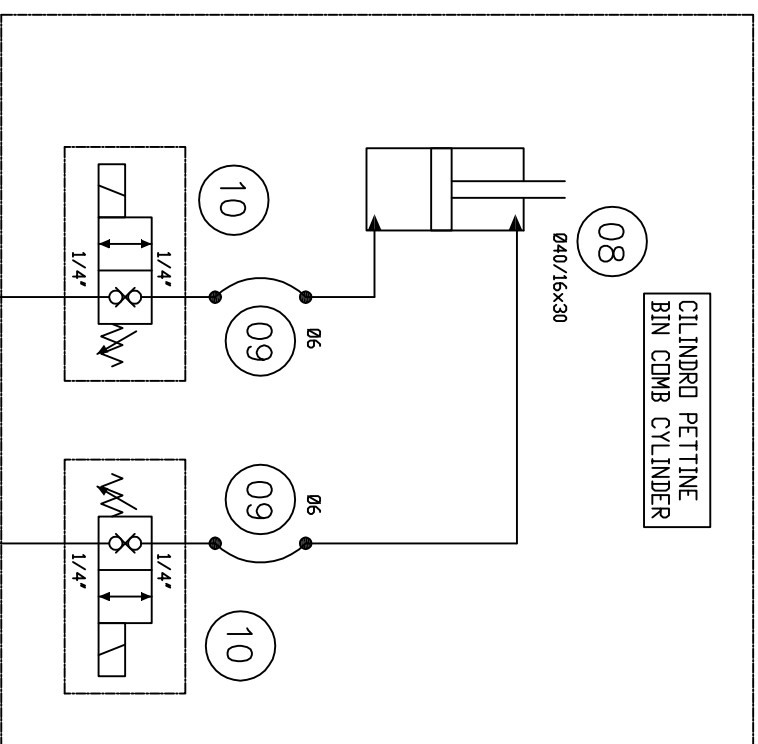 CILINDRO PETTINE
BIN COMB CYLINDER
08
Ø40/16x30
10
1/4"
1/4"
09
Ø6
09
Ø6
1/4"
1/4"
10